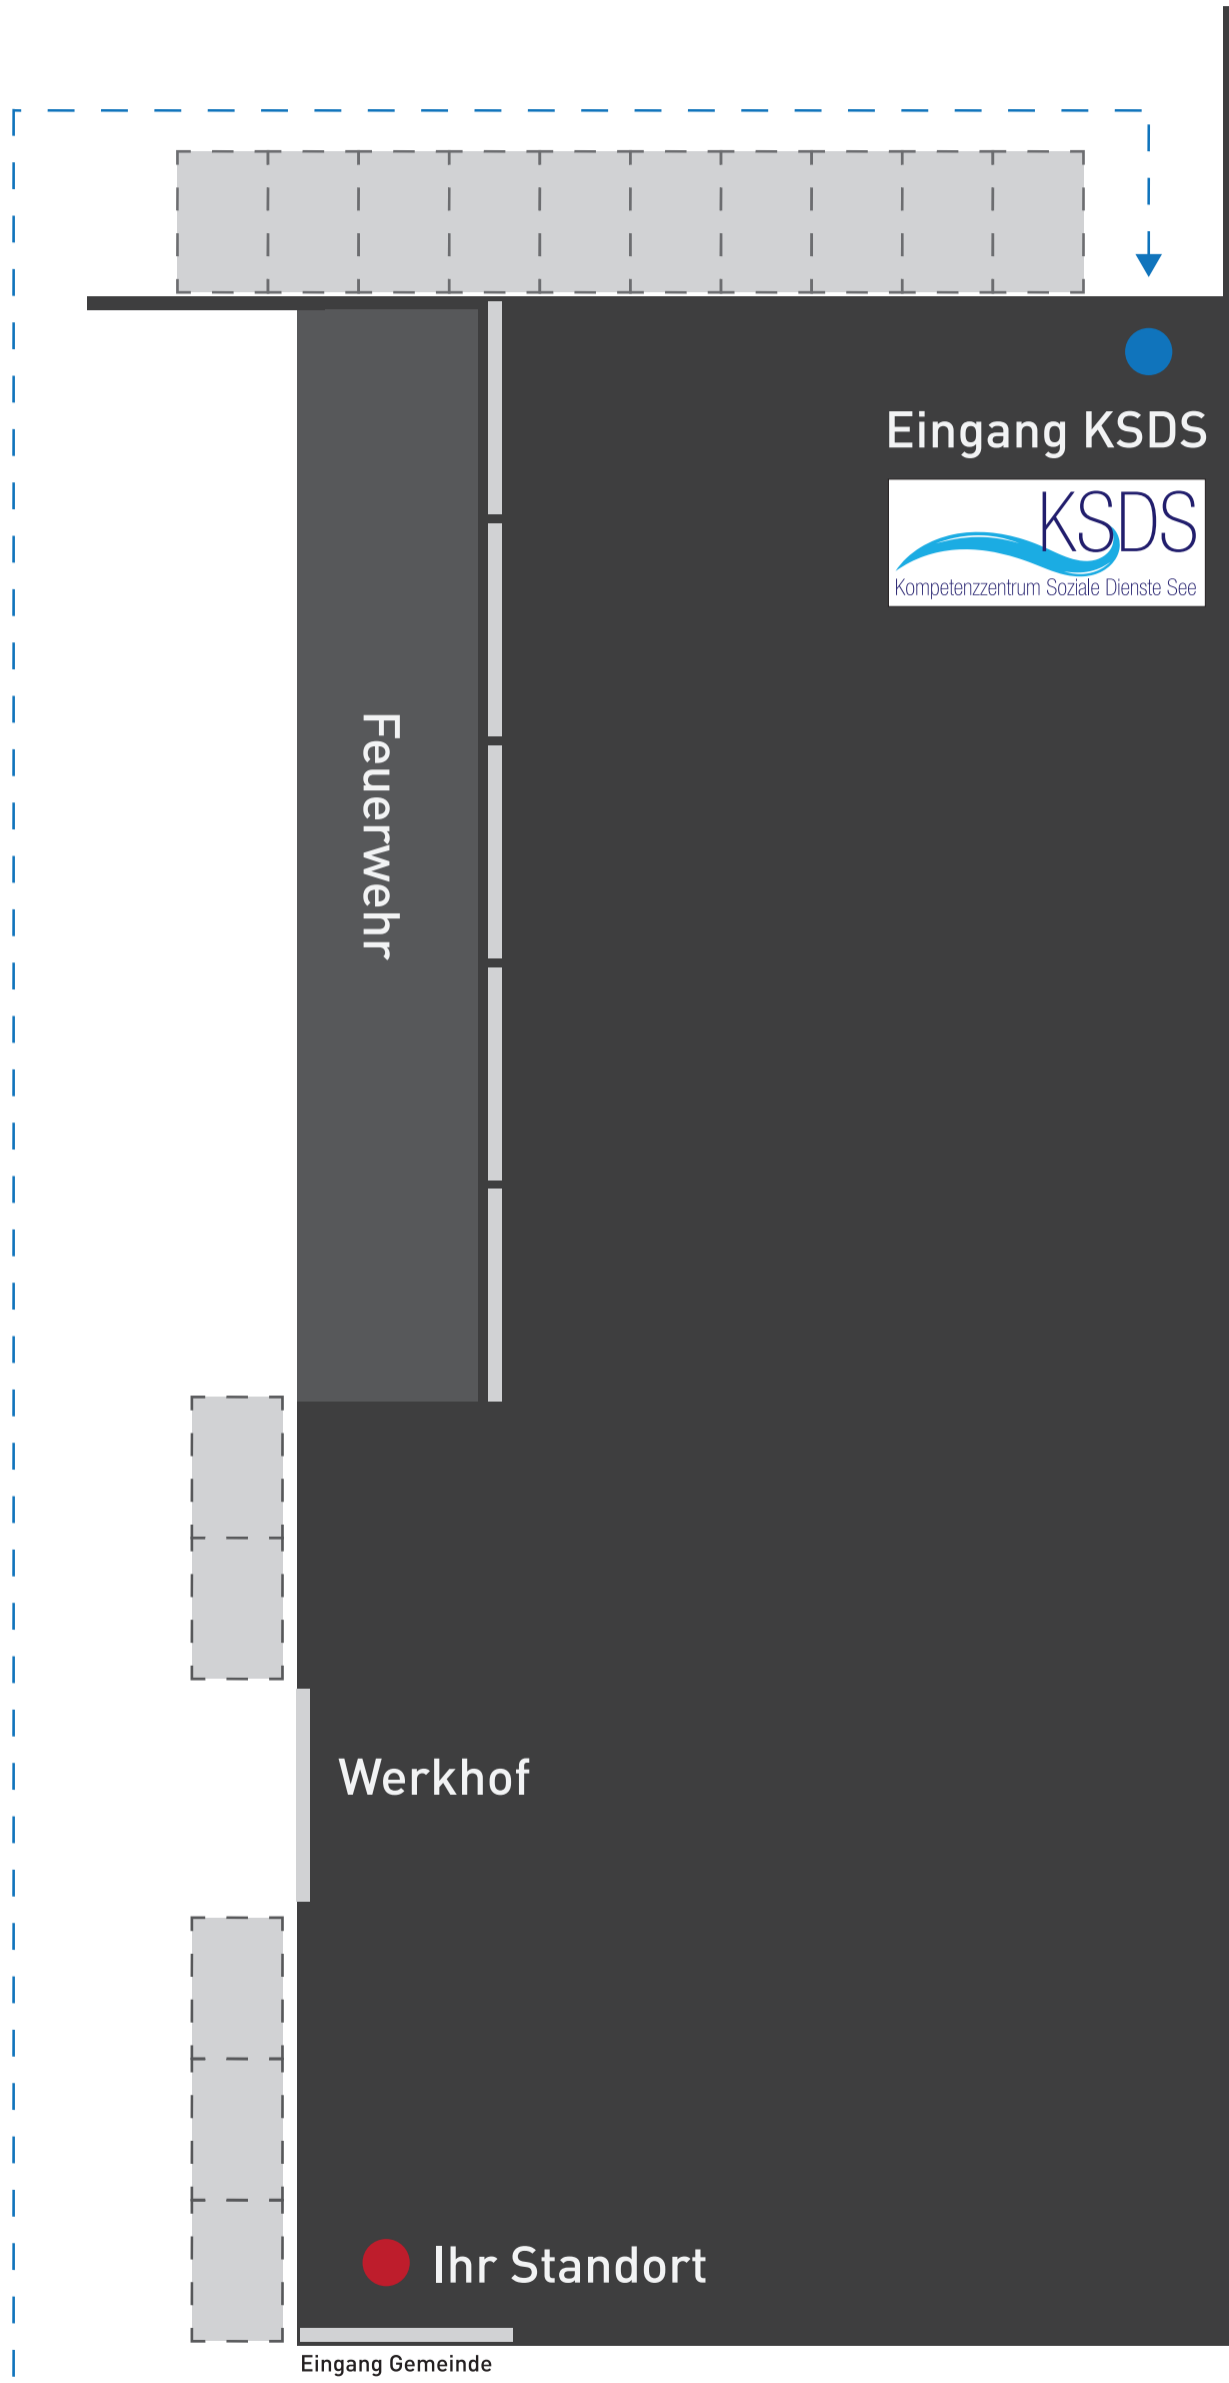 Eingang KSDS
KSDS
Kompetenzzentrum Soziale Dienste See
Feuerwehr
Werkhof
Ihr Standort
Eingang Gemeinde